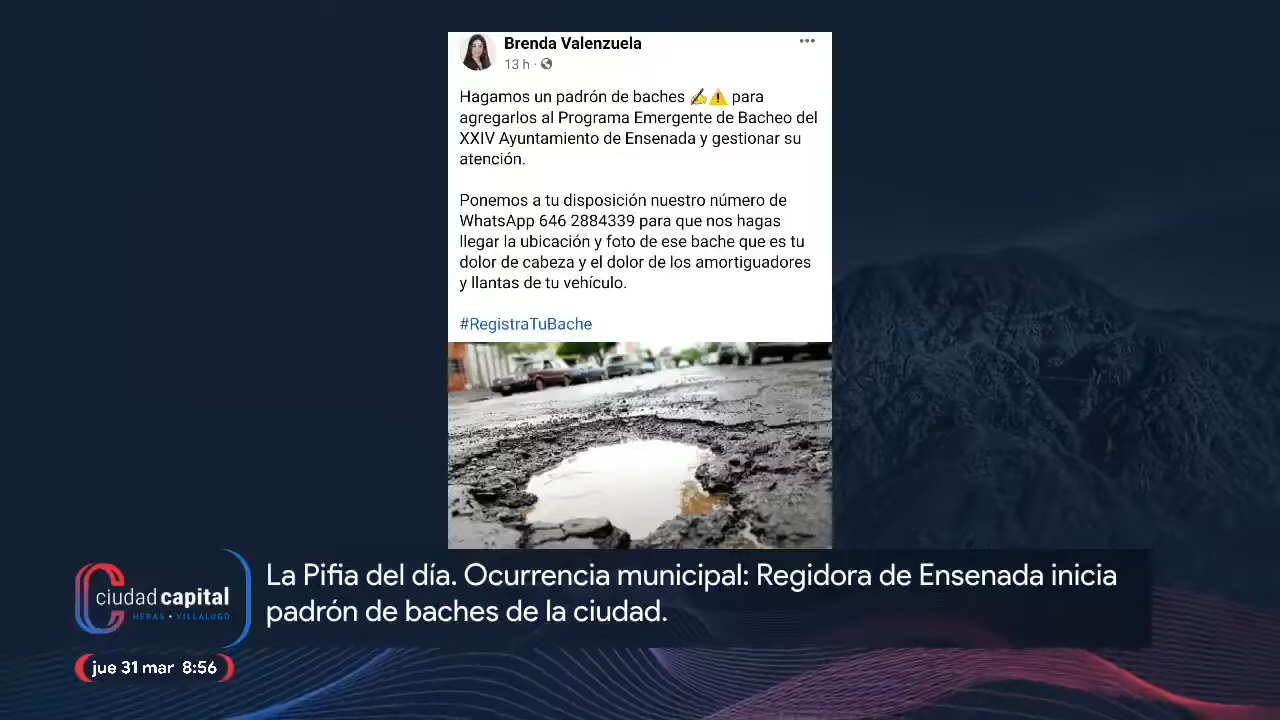 Brenda Valenzuela
13 h ·
Hagamos un padrón de baches ✍️⚠️ para
agregarlos al Programa Emergente de Bacheo del
XXIV Ayuntamiento de Ensenada y gestionar su
atención.
Ponemos a tu disposición nuestro número de
WhatsApp 646 2884339 para que nos hagas
llegar la ubicación y foto de ese bache que es tu
dolor de cabeza y el dolor de los amortiguadores
y llantas de tu vehículo.
#RegistraTuBache
La Pifia del día. Ocurrencia municipal: Regidora de Ensenada inicia
padrón de baches de la ciudad.
ciudad capital
HERAS • VILLALUGO
jue 31 mar 8:56